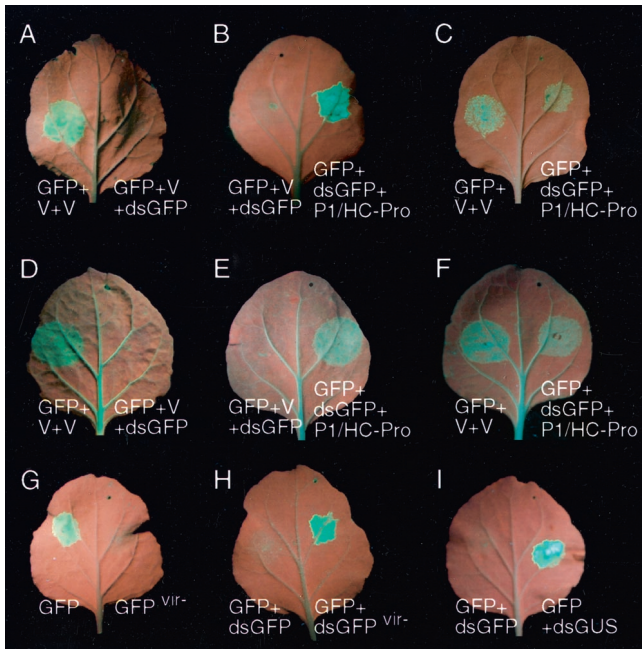 A
B
C
GFP+ V+V
GFP+V +dsGFP
GFP+V +dsGFP
GFP+ dsGFP+ P1/HC-Pro
GFP+ V+V
GFP+ dsGFP+ P1/HC-Pro
D
E
F
GFP+ V+V
GFP+V +dsGFP
GFP+V +dsGFP
GFP+ dsGFP+ P1/HC-Pro
GFP+ V+V
GFP+ dsGFP+ P1/HC-Pro
G
H
I
GFP
GFP vir-
GFP+ dsGFP
GFP+ dsGFP vir-
GFP+ dsGFP
GFP +dsGUS